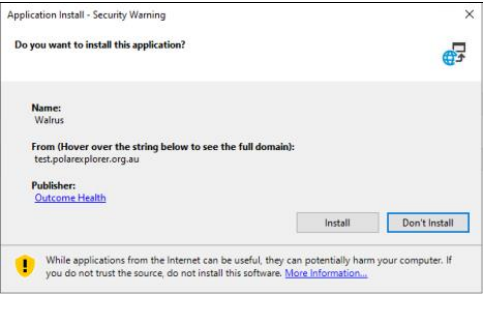 Application Install - Security Warning
Do you want to install this application?
Name:
Walrus
From (Hover over the string below to see the full domain):
test.polarexplorer.org.au
Publisher:
Outcome Health
Install
Don't Install
While applications from the Internet can be useful, they can potentially harm your computer. If
you do not trust the source, do not install this software. More Information...